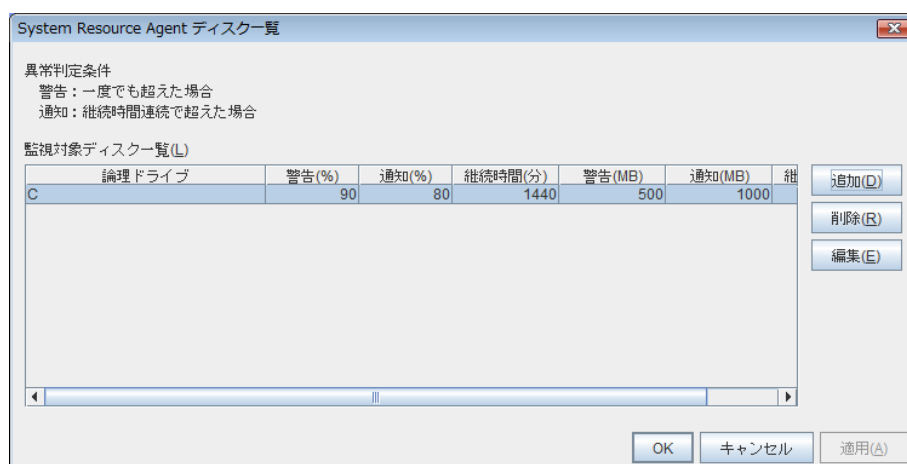 System Resource Agent ディスク一覧
異常判定条件
警告：一度でも超えた場合
通知：継続時間連続で超えた場合
監視対象ディスク一覧(L)
論理ドライブ 警告(%) 通知(%) 継続時間(分) 警告(MB) 通知(MB) 継
C 90 80 1440 500 1000
追加(D)
削除(R)
編集(E)
OK キャンセル 適用(A)